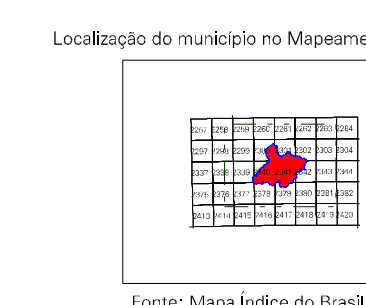 Localização do município no Mapeame
2257 2258 2259 2260 2261 2262 2263 2264
2297 2298 2299 2300 2301 2302 2303 2304
2337 2338 2339 2340 2341 2342 2343 2344
2375 2376 2377 2378 2379 2380 2381 2382
2413 2414 2415 2416 2417 2418 2419 2420
Fonte: Mapa Índice do Brasil